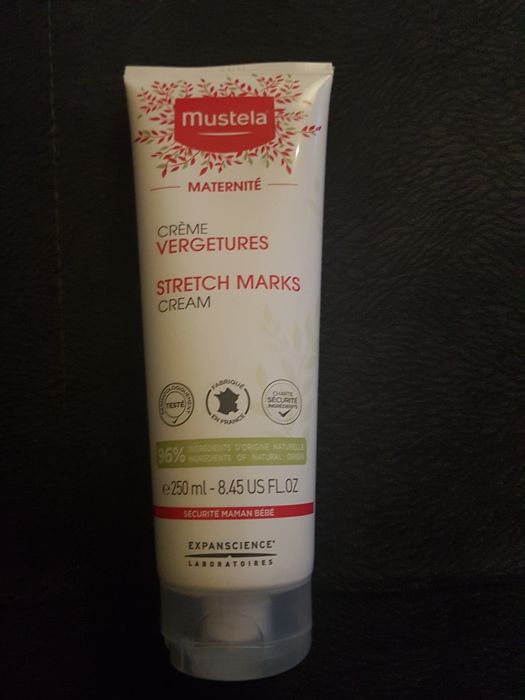 mustela
MATERNITÉ
CRÈME
VERGETURES
STRETCH MARKS
CREAM
DERMATOLOGIQUEMENT
TESTÉ
FABRIQUÉ
EN FRANCE
CHARTE
SÉCURITÉ
INGRÉDIENTS
96% INGRÉDIENTS D'ORIGINE NATURELLE
INGREDIENTS OF NATURAL ORIGIN
e 250 ml - 8.45 US FL.OZ
SÉCURITÉ MAMAN BÉBÉ
EXPANSCIENCE®
LABORATOIRES